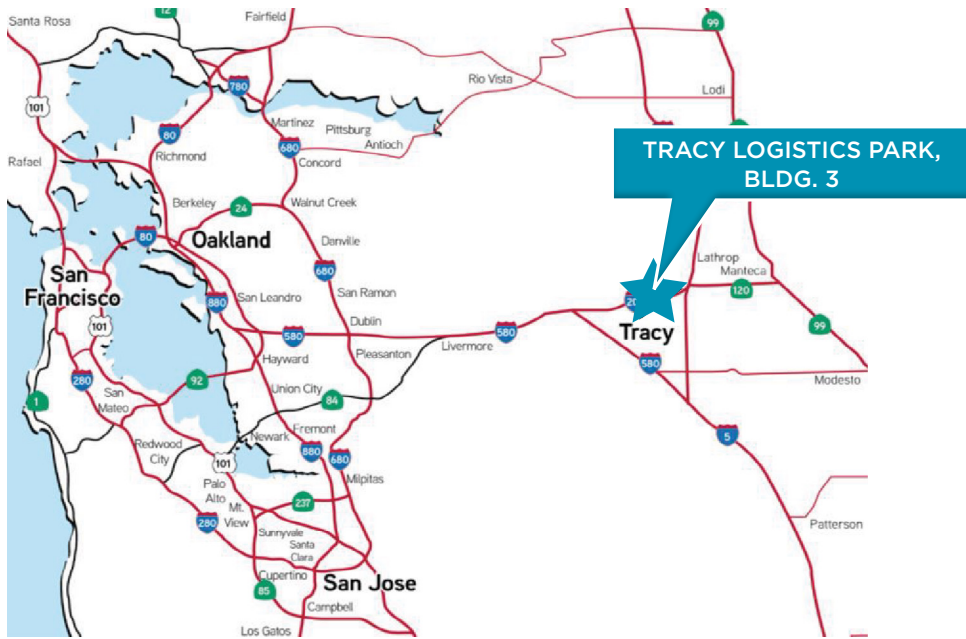 12
Fairfield
Santa Rosa
99
Rio Vista
780
Lodi
101
Martinez
Pittsburg
Antioch
80
680
Rafael
Richmond
Concord
TRACY LOGISTICS PARK,
BLDG. 3
Berkeley
24
Walnut Creek
80
Oakland
Danville
Lathrop
Manteca
680
San
Francisco
San Leandro
San Ramon
120
880
101
Dublin
Tracy
99
580
580
Livermore
Hayward
Pleasanton
580
280
92
Union City
Modesto
San
Mateo
84
1
Redwood
City
Newark
Fremont
880
5
101
680
Palo
Alto
Milpitas
237
Mt.
View
280
Sunnyvale
Santa
Clara
Patterson
Cupertino
San Jose
85
Campbell
Los Gatos